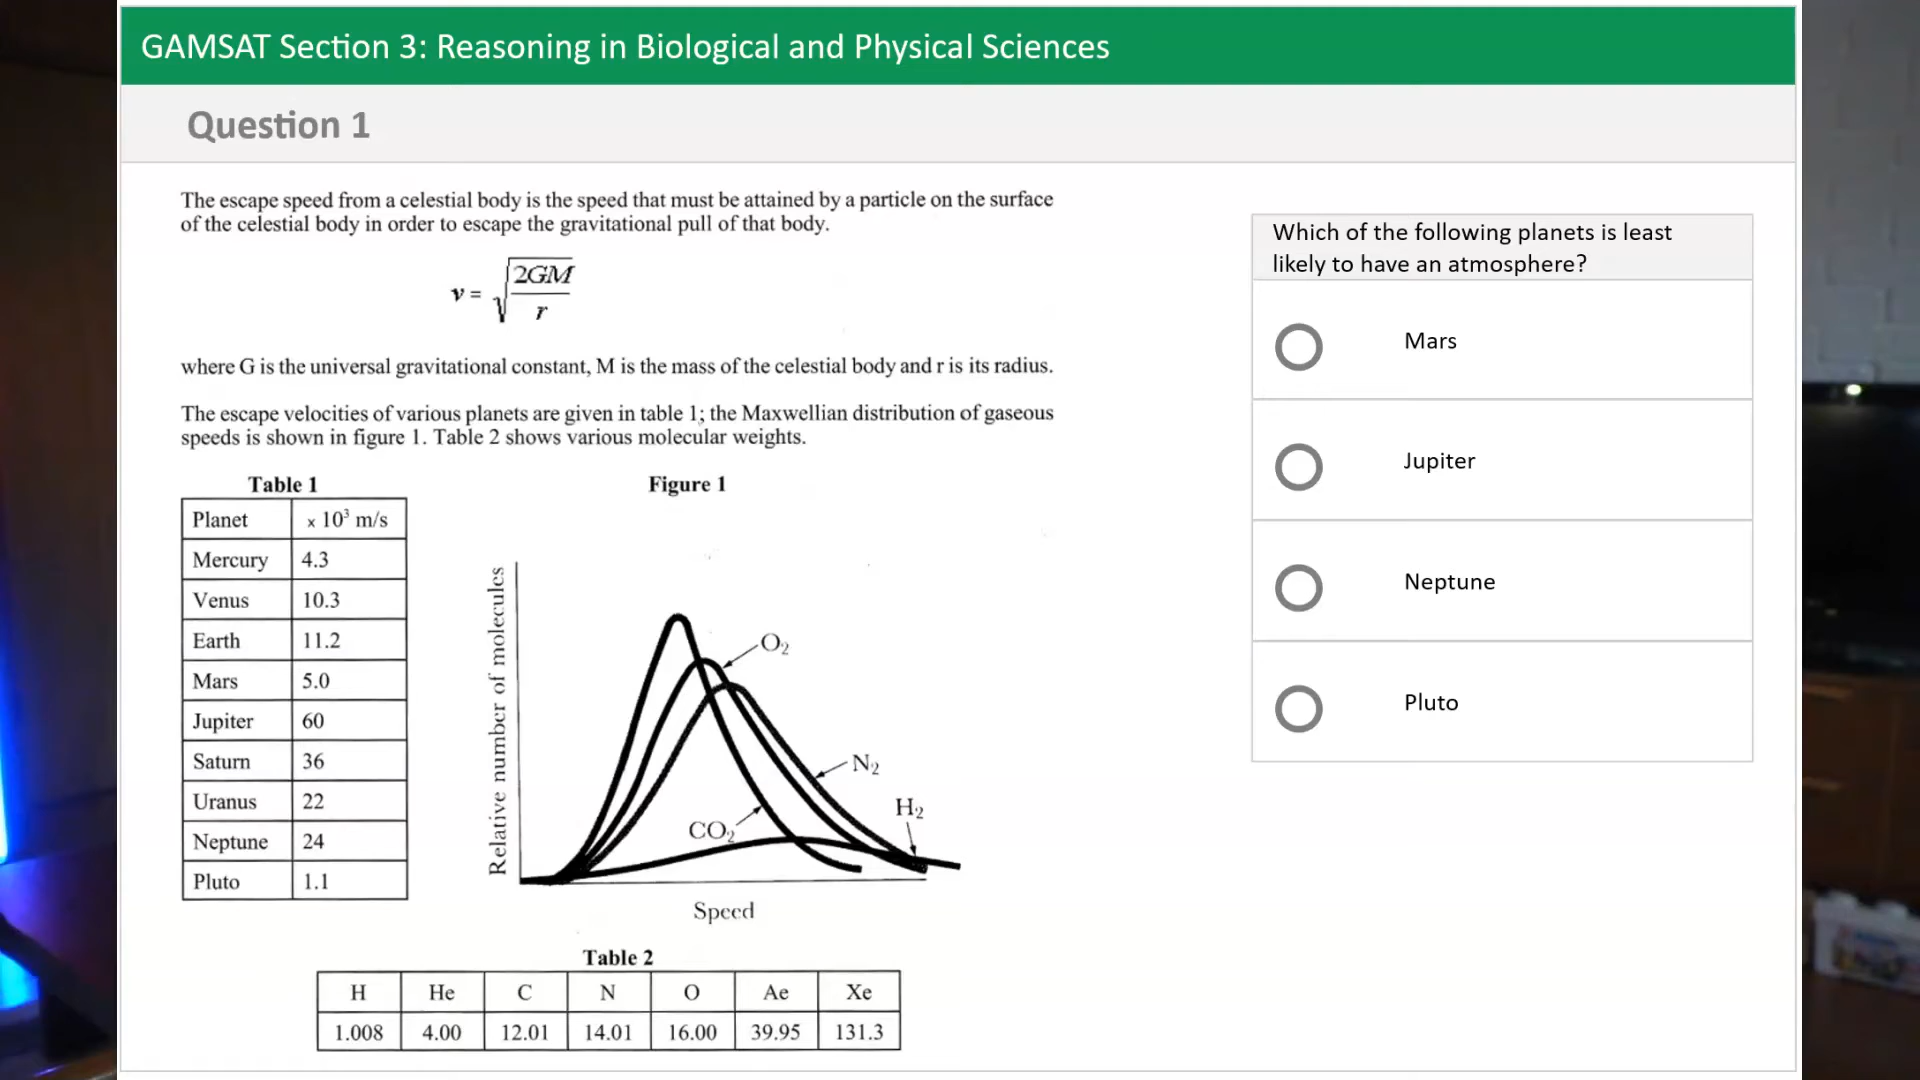 GAMSAT Section 3: Reasoning in Biological and Physical Sciences
Question 1
The escape speed from a celestial body is the speed that must be attained by a particle on the surface
of the celestial body in order to escape the gravitational pull of that body.
v = √(2GM/r)
where G is the universal gravitational constant, M is the mass of the celestial body and r is its radius.
The escape velocities of various planets are given in table 1; the Maxwellian distribution of gaseous
speeds is shown in figure 1. Table 2 shows various molecular weights.
Table 1
Planet x 10³ m/s
Mercury 4.3
Venus 10.3
Earth 11.2
Mars 5.0
Jupiter 60
Saturn 36
Uranus 22
Neptune 24
Pluto 1.1
Figure 1
Relative number of molecules
O₂
N₂
H₂
CO₂
Speed
Table 2
H He C N O Ae Xe
1.008 4.00 12.01 14.01 16.00 39.95 131.3
Which of the following planets is least
likely to have an atmosphere?
Mars
Jupiter
Neptune
Pluto